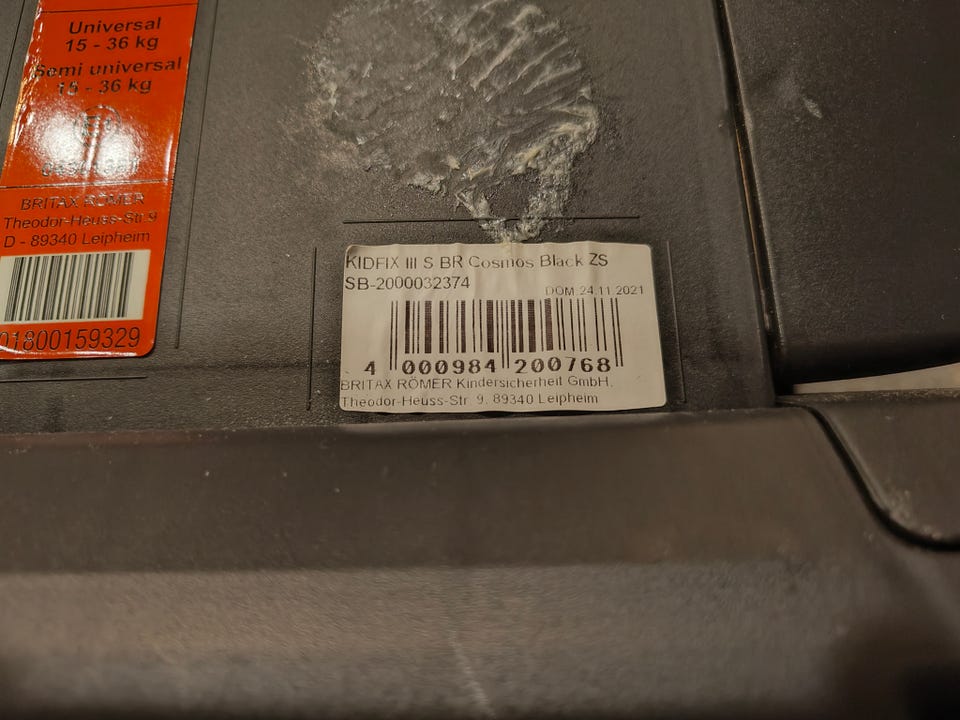 Universal
15 - 36 kg
Semi universal
15 - 36 kg
BRITAX RÖMER
Theodor-Heuss-Str.9
D - 89340 Leipheim
01800159329
KIDFIX III S BR Cosmos Black ZS
SB-2000032374
DOM.24.11.2021
4 000984 200768
BRITAX RÖMER Kindersicherheit GmbH,
Theodor-Heuss-Str. 9, 89340 Leipheim